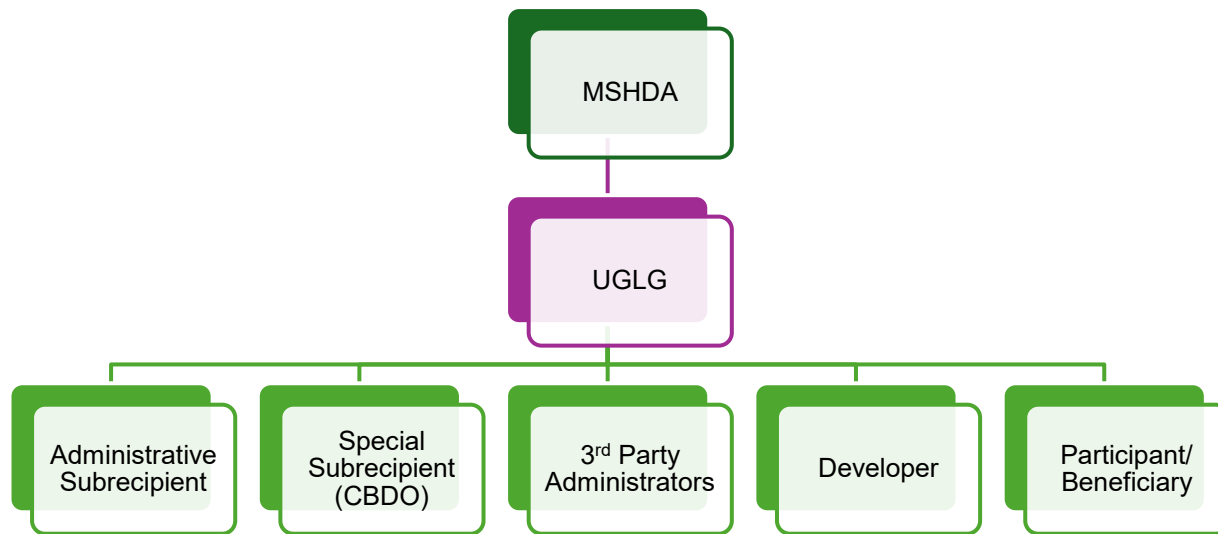 MSHDA
UGLG
Administrative
Subrecipient
Special
Subrecipient
(CBDO)
3rd Party
Administrators
Developer
Participant/
Beneficiary